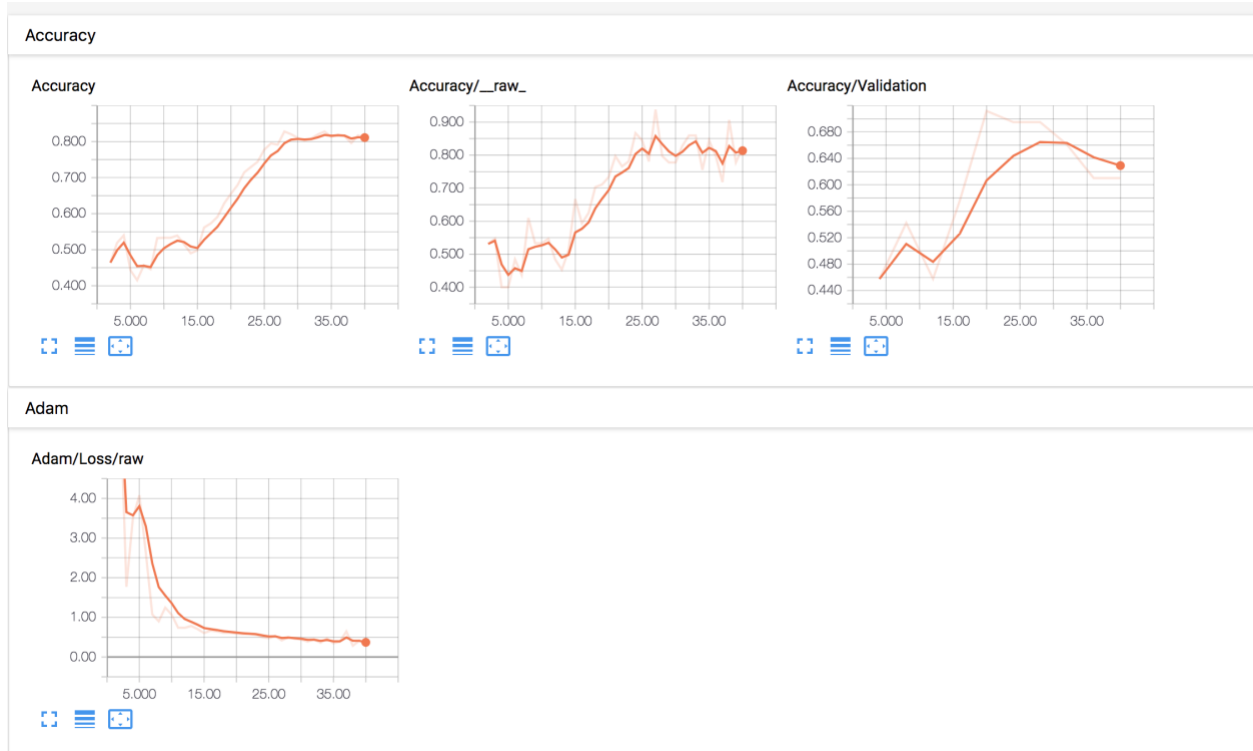 Accuracy
Accuracy Accuracy/__raw_ Accuracy/Validation
0.800 0.700 0.600 0.500 0.400
5.000 15.00 25.00 35.00
0.900 0.800 0.700 0.600 0.500 0.400
5.000 15.00 25.00 35.00
0.680 0.640 0.600 0.560 0.520 0.480 0.440
5.000 15.00 25.00 35.00
Adam
Adam/Loss/raw
4.00
3.00
2.00
1.00
0.00
5.000 15.00 25.00 35.00